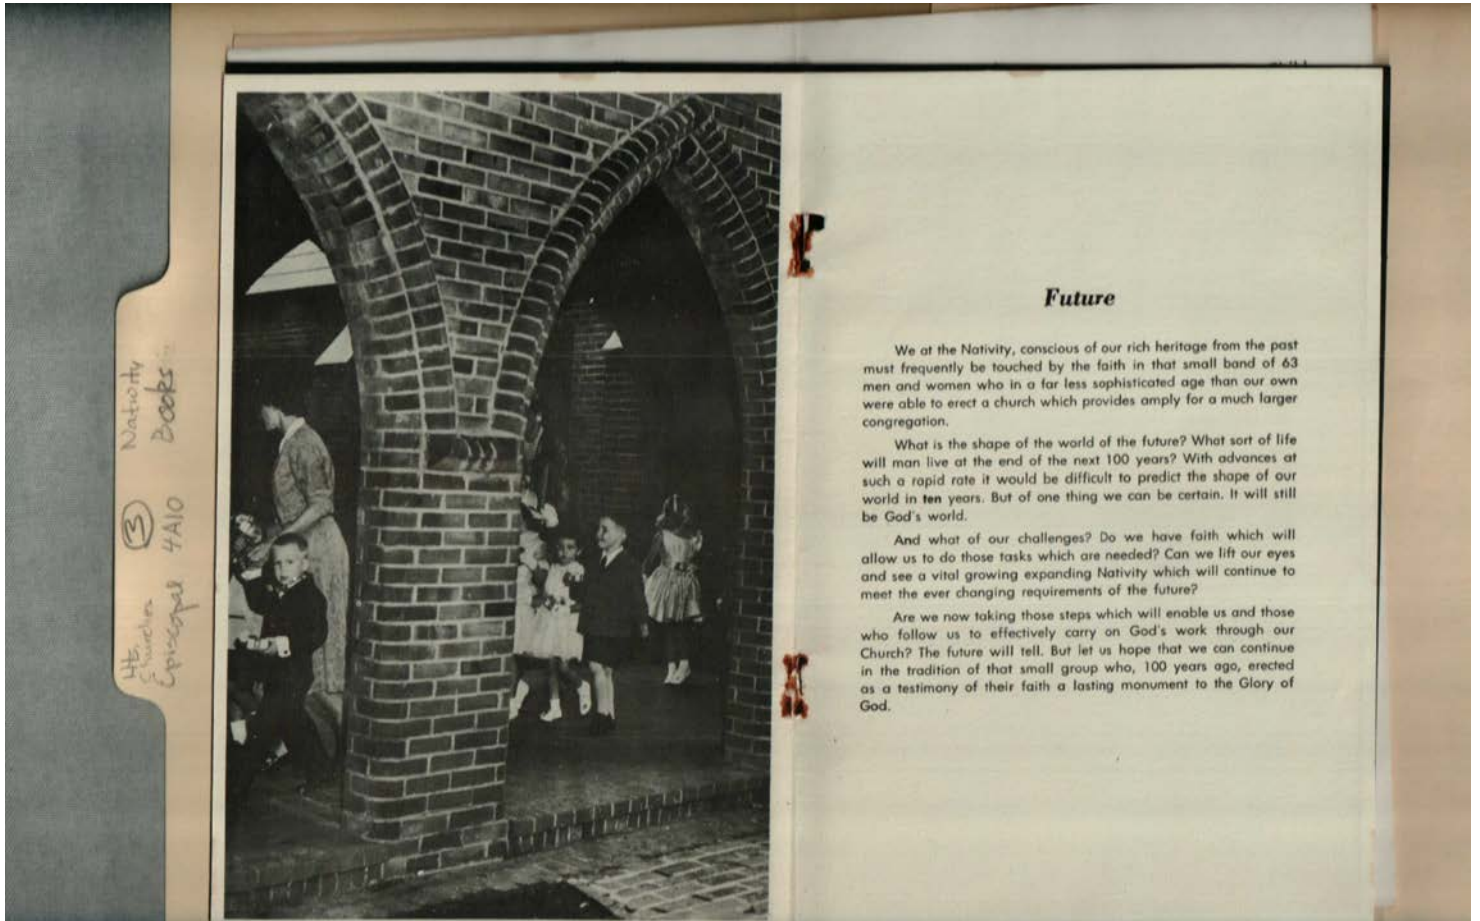 Nativity
Books
3
Churches
Episcopal 4A10
Future
We at the Nativity, conscious of our rich heritage from the past
must frequently be touched by the faith in that small band of 63
men and women who in a far less sophisticated age than our own
were able to erect a church which provides amply for a much larger
congregation.
What is the shape of the world of the future? What sort of life
will man live at the end of the next 100 years? With advances at
such a rapid rate it would be difficult to predict the shape of our
world in ten years. But of one thing we can be certain. It will still
be God's world.
And what of our challenges? Do we have faith which will
allow us to do those tasks which are needed? Can we lift our eyes
and see a vital growing expanding Nativity which will continue to
meet the ever changing requirements of the future?
Are we now taking those steps which will enable us and those
who follow us to effectively carry on God's work through our
Church? The future will tell. But let us hope that we can continue
in the tradition of that small group who, 100 years ago, erected
as a testimony of their faith a lasting monument to the Glory of
God.